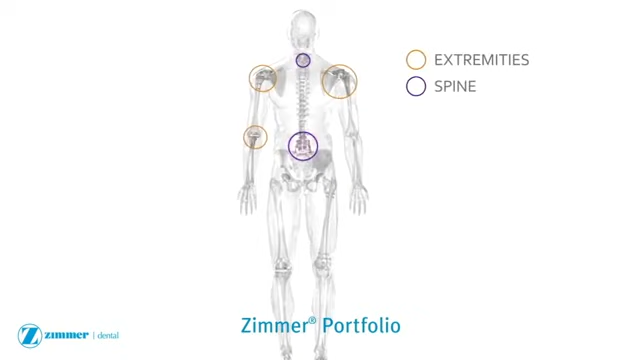 EXTREMITIES
SPINE
Zimmer® Portfolio
Z zimmer | dental